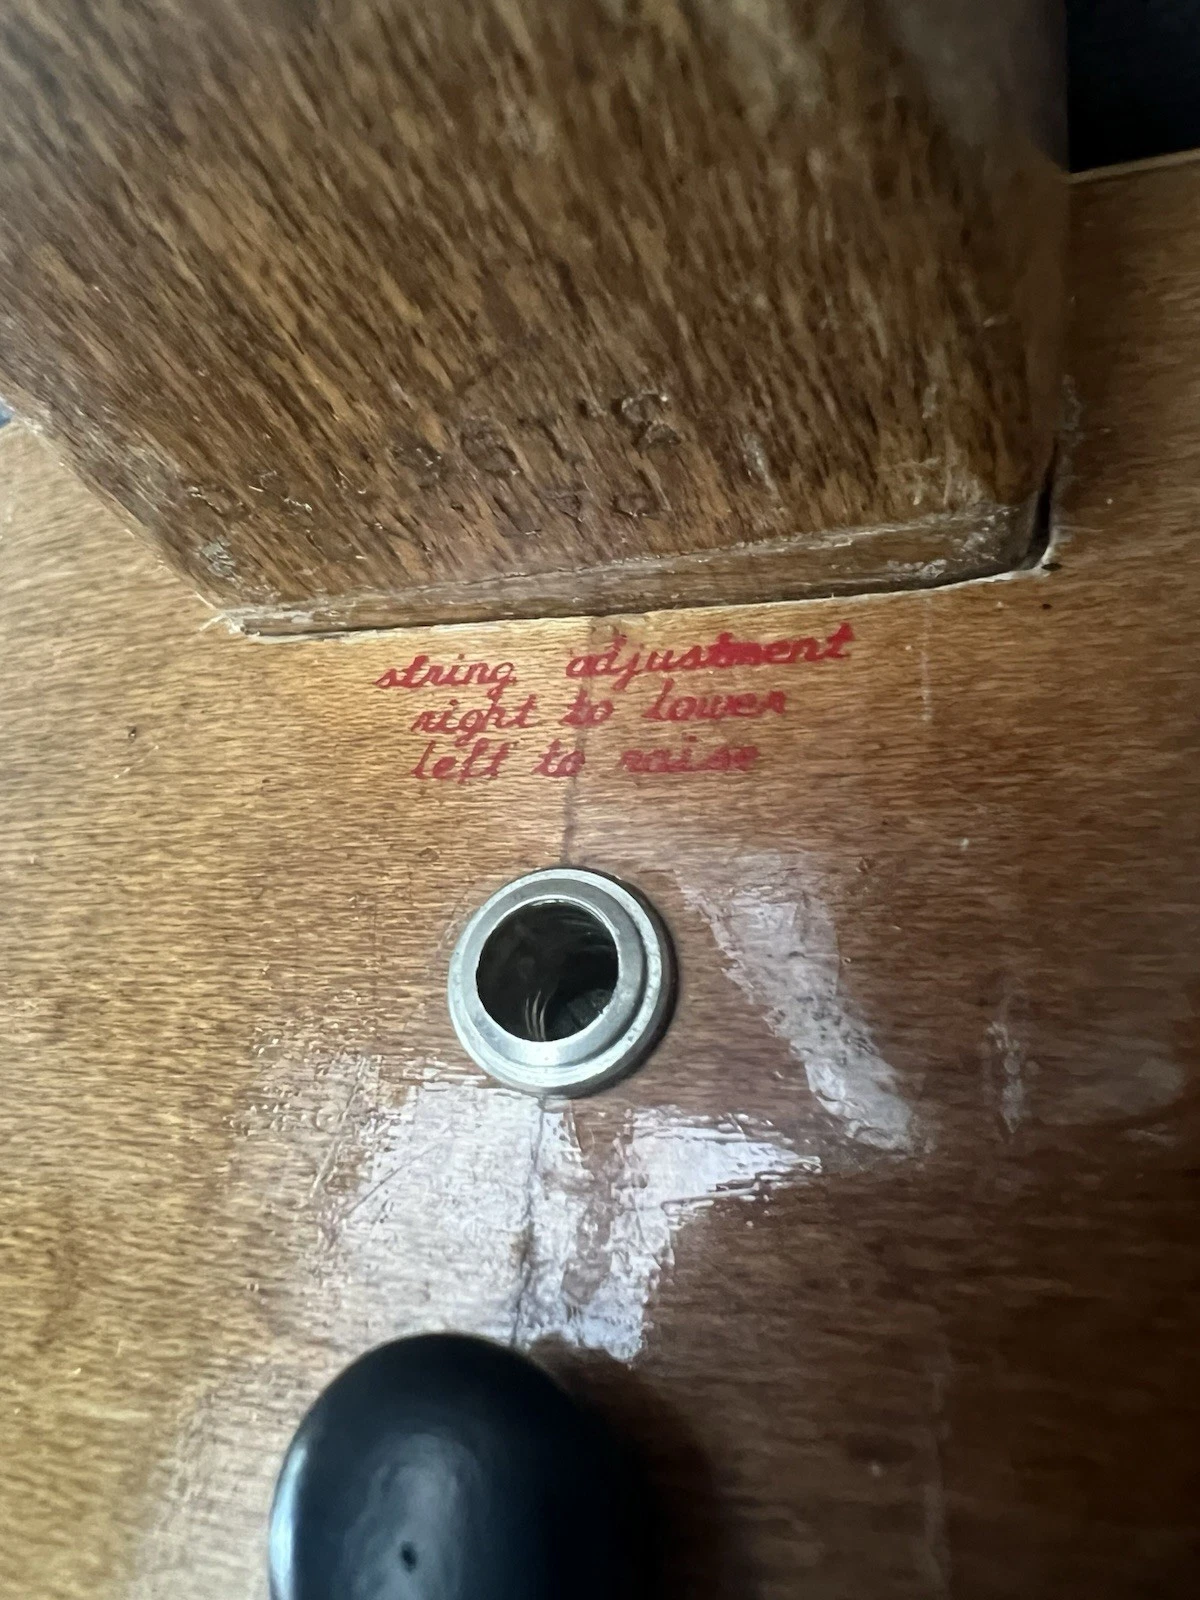 string adjustment
right to lower
left to raise